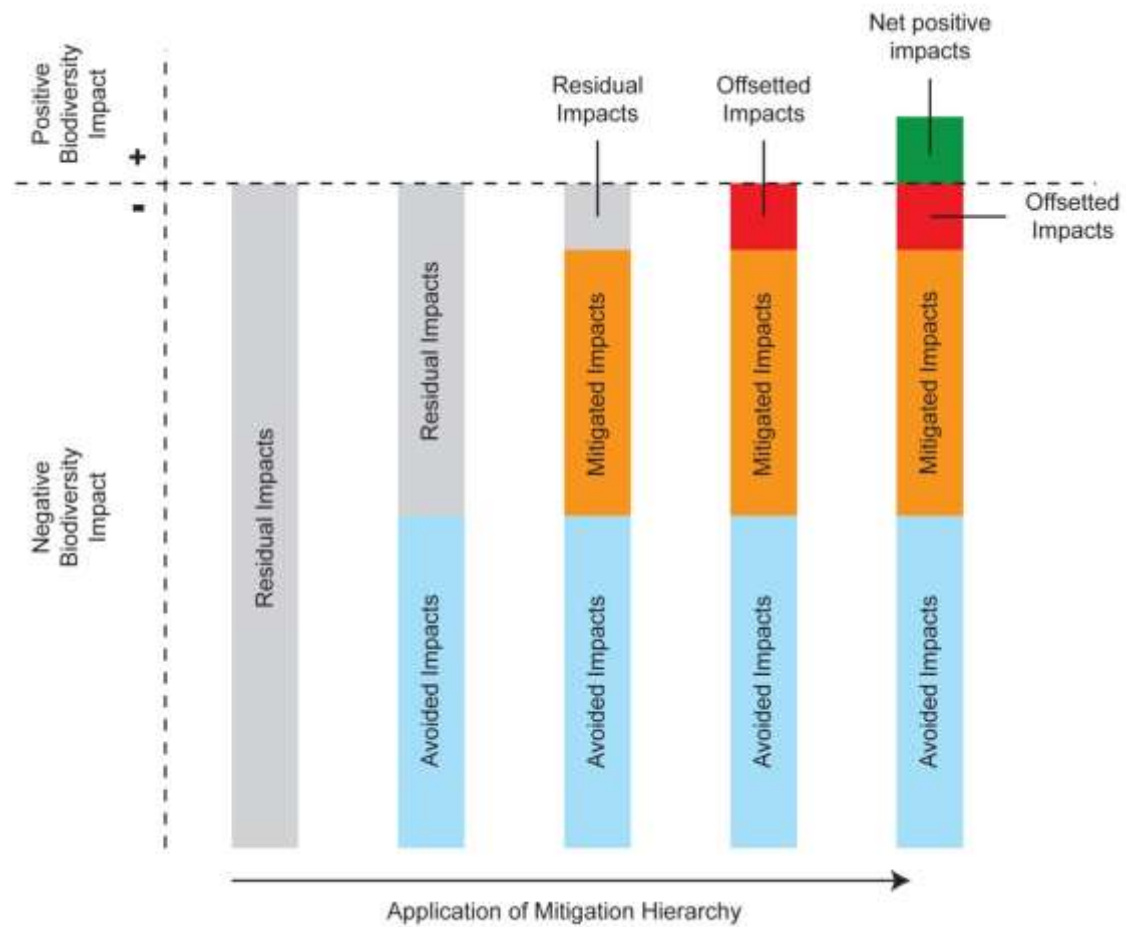 Net positive
impacts
Residual
Impacts
Offsetted
Impacts
Positive
Biodiversity
Impact
+
-
Offsetted
Impacts
Negative
Biodiversity
Impact
Residual Impacts
Residual Impacts
Avoided Impacts
Mitigated Impacts
Avoided Impacts
Mitigated Impacts
Avoided Impacts
Mitigated Impacts
Avoided Impacts
Application of Mitigation Hierarchy